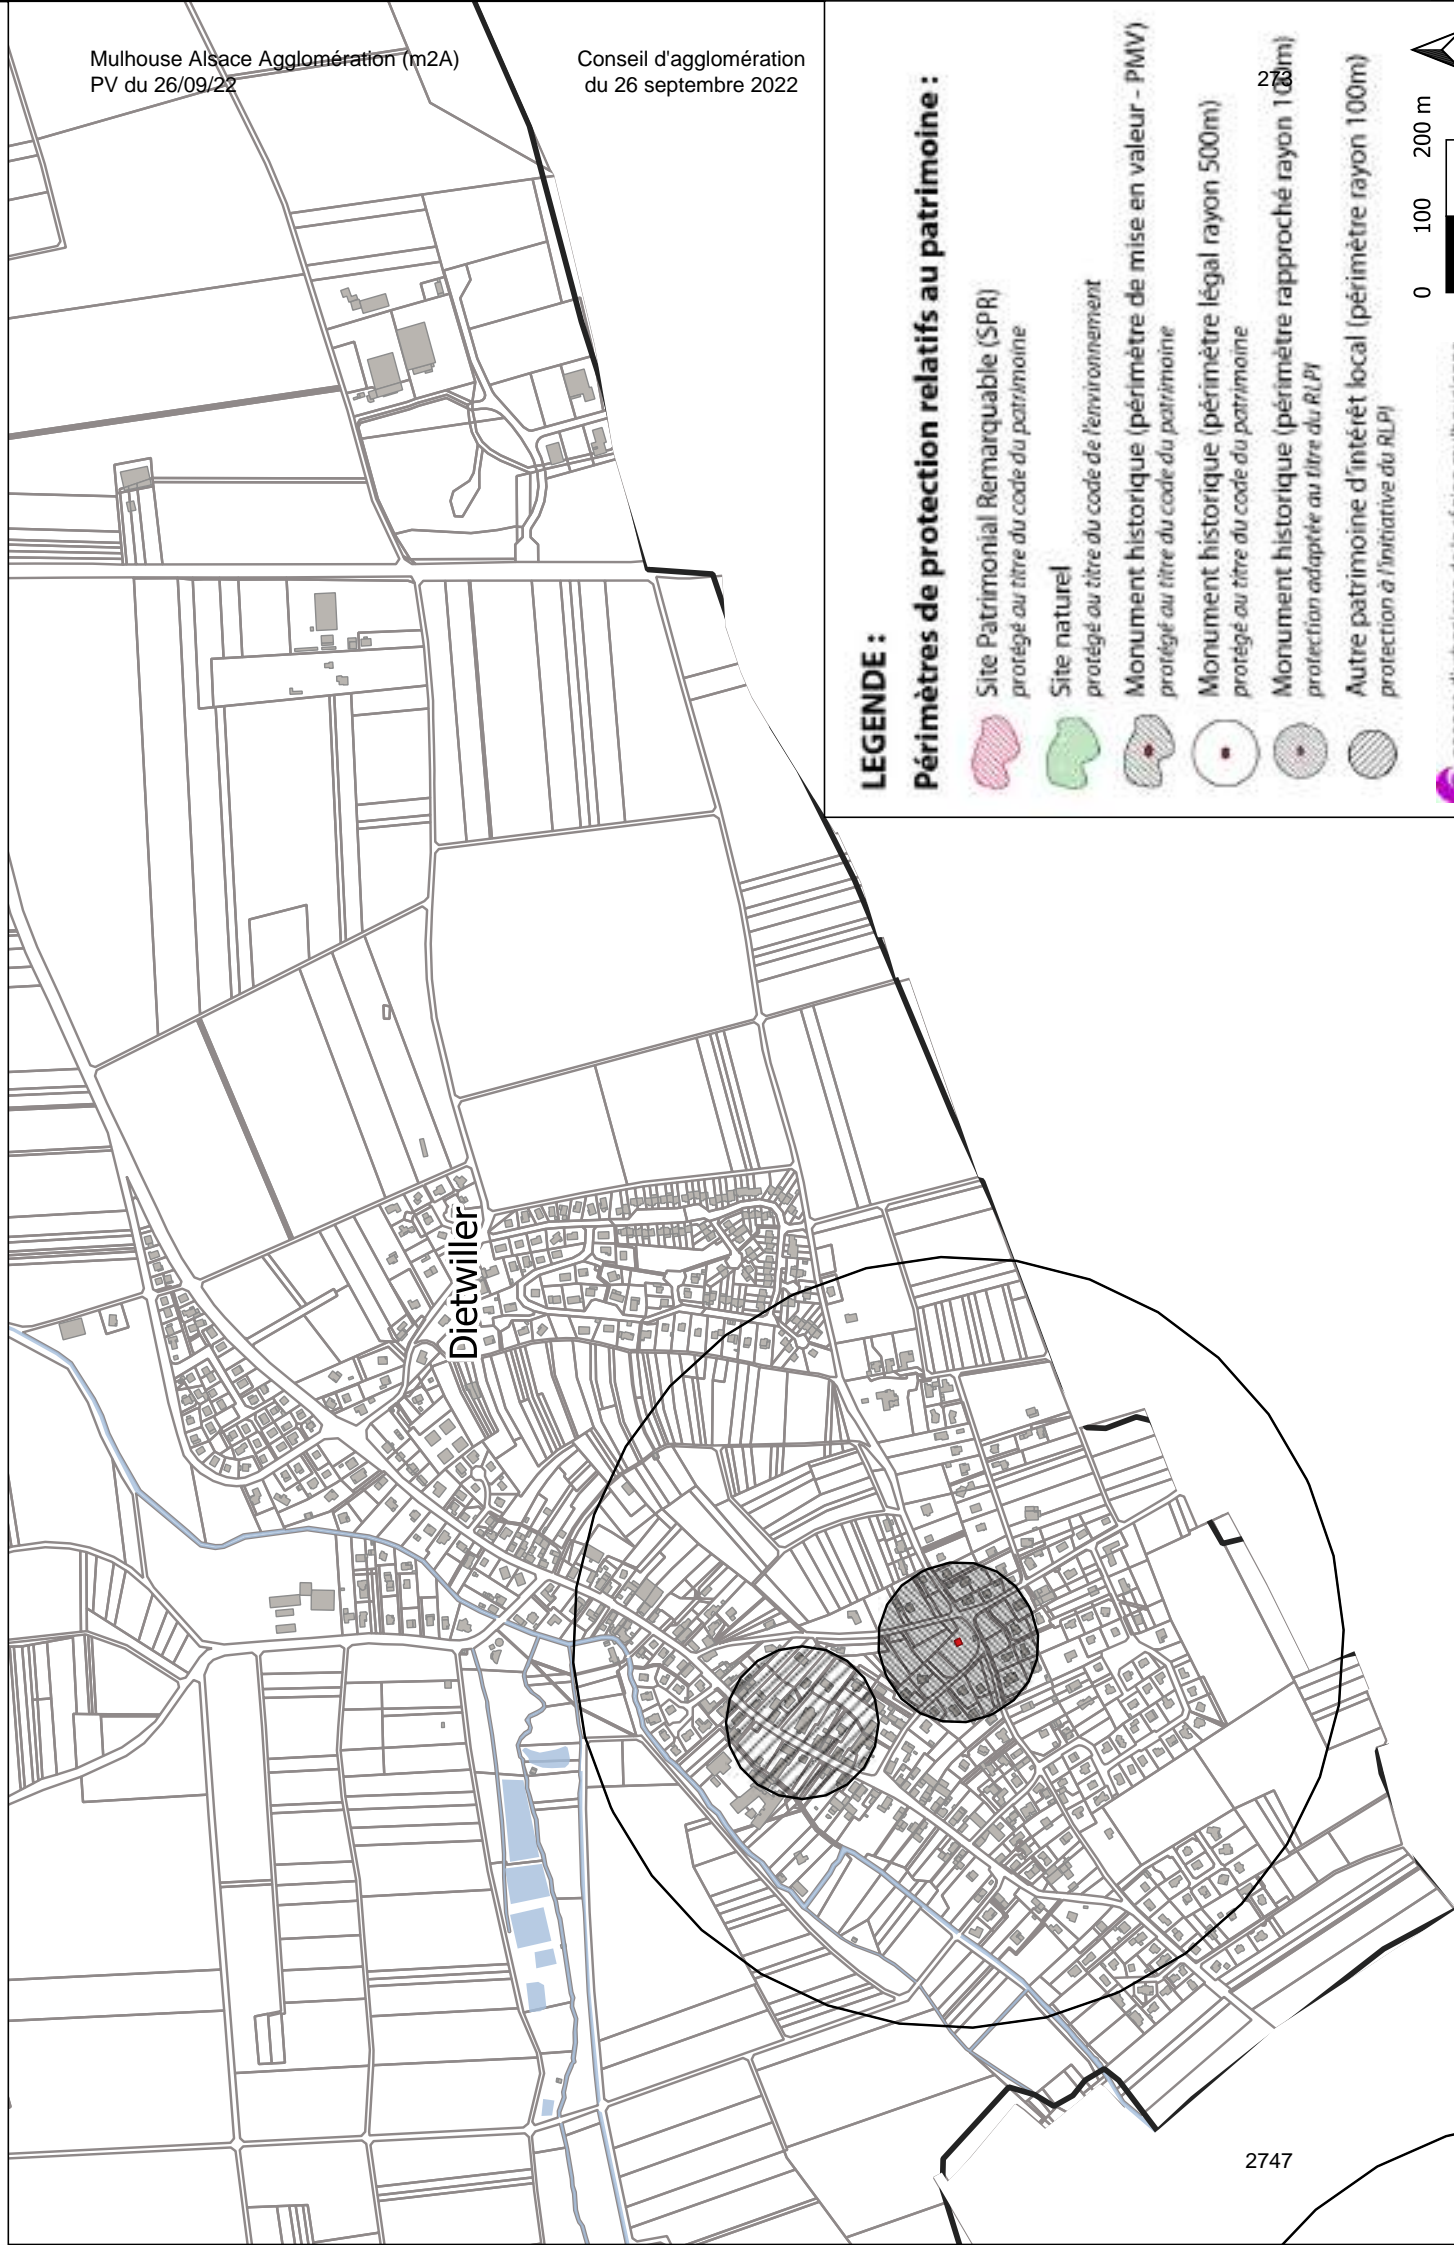 Mulhouse Alsace Agglomération (m2A)
PV du 26/09/22
Conseil d'agglomération
du 26 septembre 2022
273
LEGENDE :
Périmètres de protection relatifs au patrimoine :
Site Patrimonial Remarquable (SPR)
protégé au titre du code du patrimoine
Site naturel
protégé au titre du code de l'environnement
Monument historique (périmètre de mise en valeur - PMV)
protégé au titre du code du patrimoine
Monument historique (périmètre légal rayon 500m)
protégé au titre du code du patrimoine
Monument historique (périmètre rapproché rayon 100m)
protection adaptée au titre du RLPi
Autre patrimoine d'intérêt local (périmètre rayon 100m)
protection à l'initiative du RLPi
0 100 200 m
Dietwiller
2747